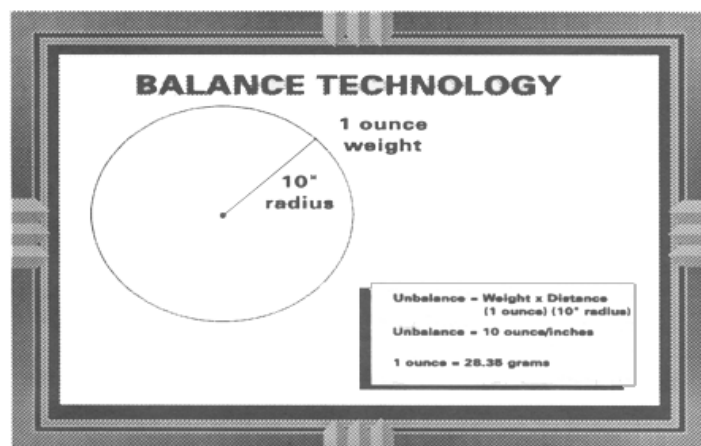 BALANCE TECHNOLOGY
1 ounce
weight
10"
radius
Unbalance = Weight x Distance
(1 ounce) (10" radius)
Unbalance = 10 ounce/inches
1 ounce = 28.35 grams